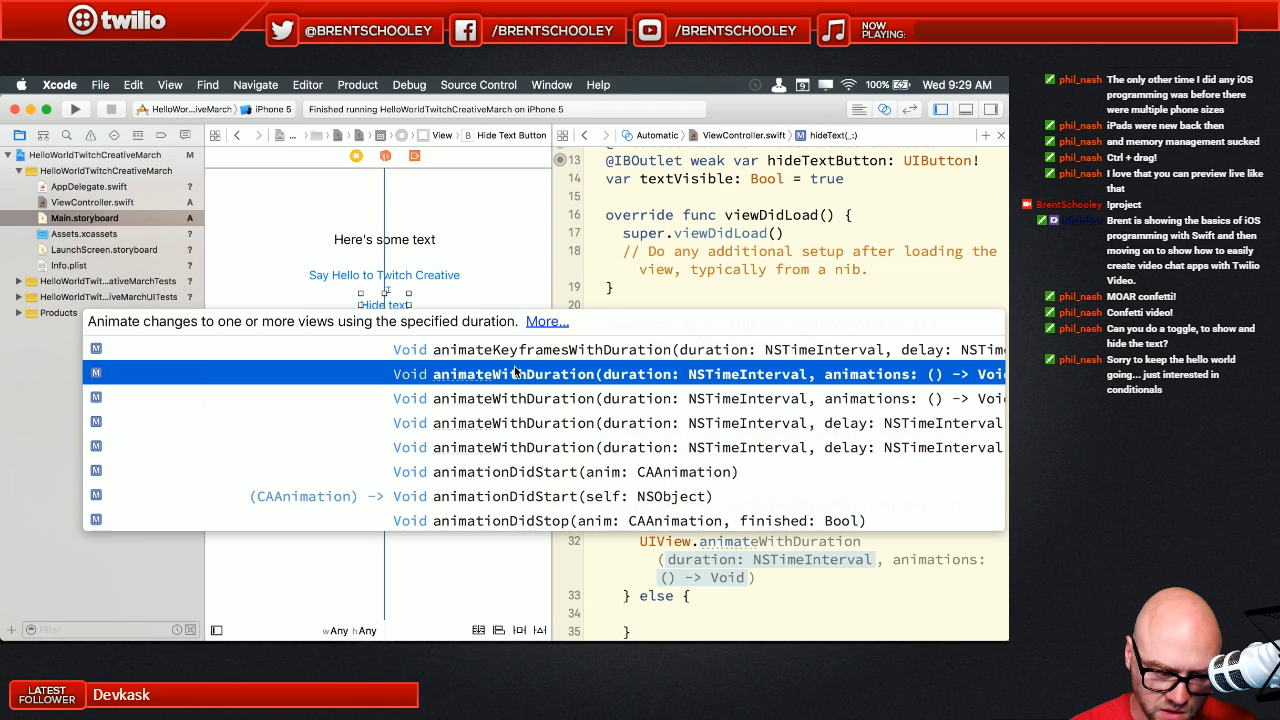 twilio
@BRENTSCHOOLEY
/BRENTSCHOOLEY
/BRENTSCHOOLEY
NOW
PLAYING:
Xcode File Edit View Find Navigate Editor Product Debug Source Control Window Help
9
100%
Wed 9:29 AM
HelloWor...iveMarch
iPhone 5
Finished running HelloWorldTwitchCreativeMarch on iPhone 5
... View B Hide Text Button
Automatic ViewController.swift M hideText(_:)
HelloWorldTwitchCreativeMarch M
HelloWorldTwitchCreativeMarch
AppDelegate.swift ?
ViewController.swift A
Main.storyboard A
Assets.xcassets ?
LaunchScreen.storyboard ?
Info.plist ?
HelloWorldTwit...ativeMarchTests ?
HelloWorldTwit...iveMarchUITests ?
Products
Filter
Here's some text
Say Hello to Twitch Creative
Hide text
wAny hAny
13 @IBOutlet weak var hideTextButton: UIButton!
14 var textVisible: Bool = true
15
16 override func viewDidLoad() {
17 super.viewDidLoad()
18 // Do any additional setup after loading the
view, typically from a nib.
19 }
20
Animate changes to one or more views using the specified duration. More...
M Void animateKeyframesWithDuration(duration: NSTimeInterval, delay: NSTime
M Void animateWithDuration(duration: NSTimeInterval, animations: () -> Void
M Void animateWithDuration(duration: NSTimeInterval, animations: () -> Void
M Void animateWithDuration(duration: NSTimeInterval, delay: NSTimeInterval
M Void animateWithDuration(duration: NSTimeInterval, delay: NSTimeInterval
M Void animationDidStart(anim: CAAnimation)
M (CAAnimation) -> Void animationDidStart(self: NSObject)
M Void animationDidStop(anim: CAAnimation, finished: Bool)
32 UIView.animateWithDuration
(duration: NSTimeInterval, animations:
() -> Void)
33 } else {
34
35 }
phil_nash The only other time I did any iOS
programming was before there
were multiple phone sizes
phil_nash iPads were new back then
phil_nash and memory management sucked
phil_nash Ctrl + drag!
phil_nash I love that you can preview live like
that
BrentSchooley !project
Brent is showing the basics of iOS
programming with Swift and then
moving on to show how to easily
create video chat apps with Twilio
Video.
phil_nash MOAR confetti!
phil_nash Confetti video!
phil_nash Can you do a toggle, to show and
hide the text?
phil_nash Sorry to keep the hello world
going... just interested in
conditionals
LATEST
FOLLOWER
Devkask